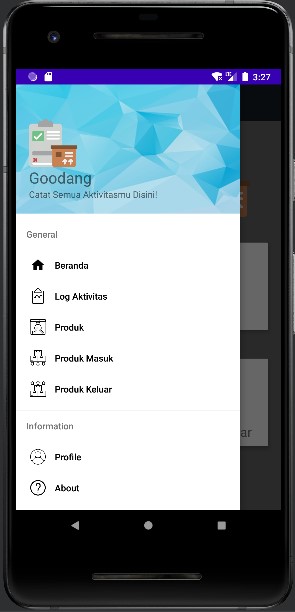 3:27
Goodang
Catat Semua Aktivitasmu Disini!
General
Beranda
Log Aktivitas
Produk
Produk Masuk
Produk Keluar
ar
Information
Profile
About